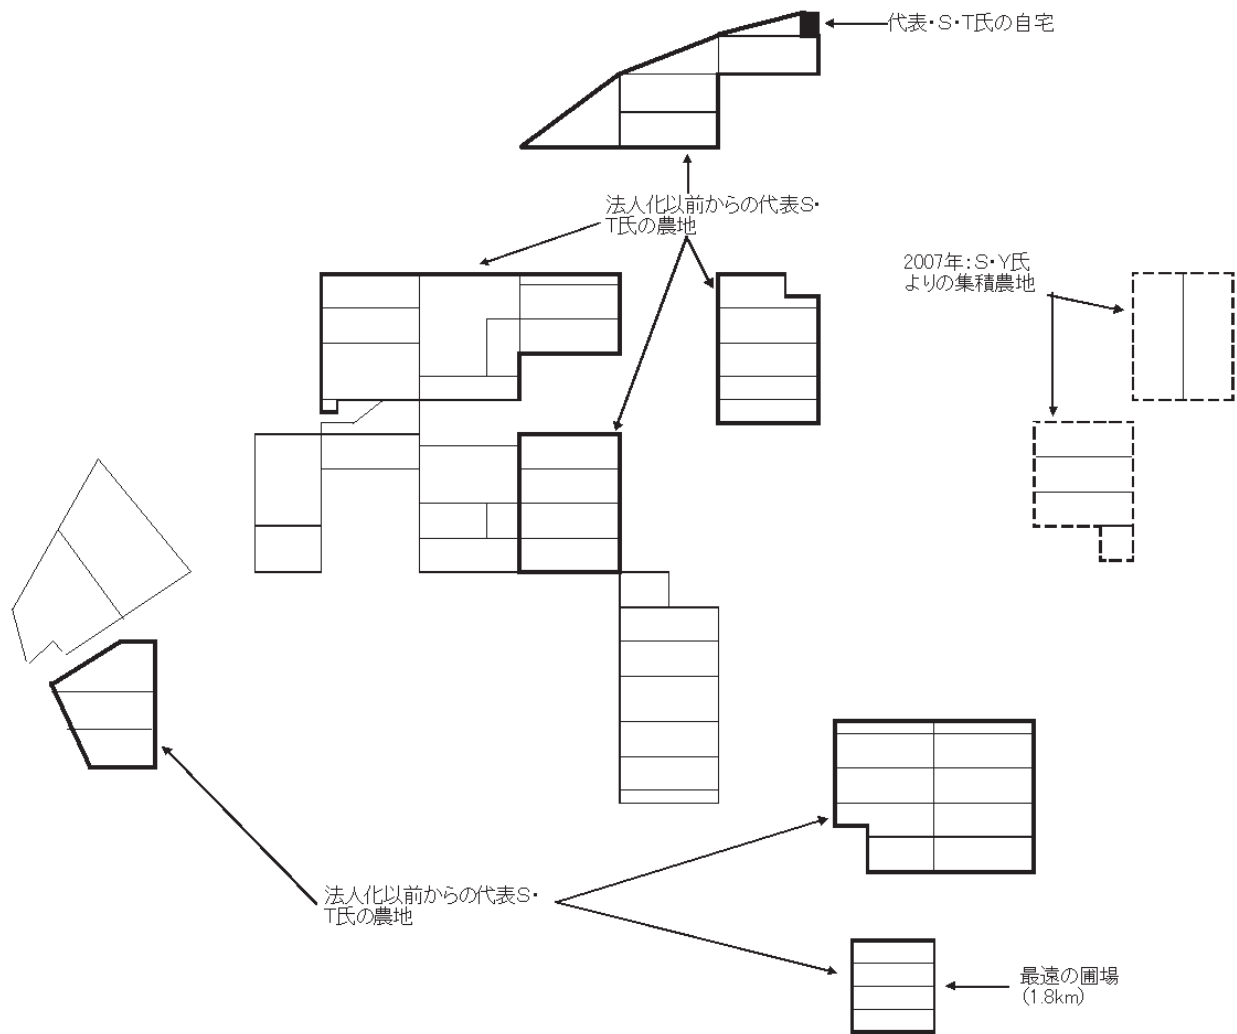 代表・S・T氏の自宅
法人化以前からの代表S・
T氏の農地
2007年：S・Y氏
よりの集積農地
法人化以前からの代表S・
T氏の農地
最遠の圃場
(1.8km)